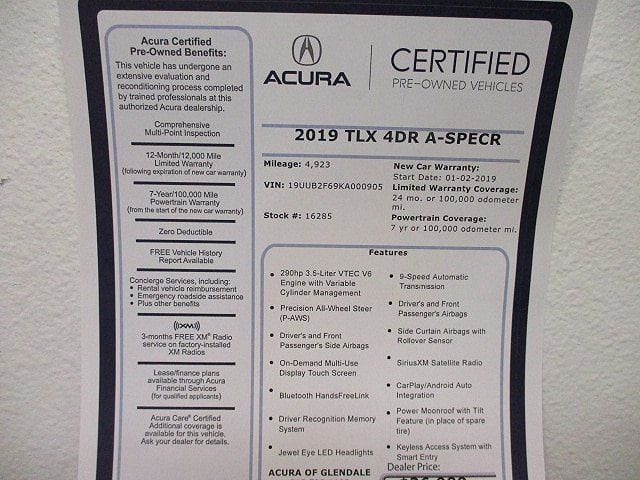 Acura Certified
Pre-Owned Benefits:
This vehicle has undergone an
extensive evaluation and
reconditioning process completed
by trained professionals at this
authorized Acura dealership.
Comprehensive
Multi-Point Inspection
12-Month/12,000 Mile
Limited Warranty
(following expiration of new car warranty)
7-Year/100,000 Mile
Powertrain Warranty
(from the start of the new car warranty)
Zero Deductible
FREE Vehicle History
Report Available
Concierge Services, including:
• Rental vehicle reimbursement
• Emergency roadside assistance
• Plus other benefits
((XM))
3-months FREE XM® Radio
service on factory-installed
XM Radios
Lease/finance plans
available through Acura
Financial Services
(for qualified applicants)
Acura Care® Certified
Additional coverage is
available for this vehicle.
Ask your dealer for details.
ACURA
CERTIFIED
PRE-OWNED VEHICLES
2019 TLX 4DR A-SPECR
Mileage: 4,923
VIN: 19UUB2F69KA000905
Stock #: 16285
New Car Warranty:
Start Date: 01-02-2019
Limited Warranty Coverage:
24 mo. or 100,000 odometer
mi.
Powertrain Coverage:
7 yr or 100,000 odometer mi.
Features
• 290hp 3.5-Liter VTEC V6
Engine with Variable
Cylinder Management
• Precision All-Wheel Steer
(P-AWS)
• Driver's and Front
Passenger's Side Airbags
• On-Demand Multi-Use
Display Touch Screen
• Bluetooth HandsFreeLink
• Driver Recognition Memory
System
• Jewel Eye LED Headlights
• 9-Speed Automatic
Transmission
• Driver's and Front
Passenger's Airbags
• Side Curtain Airbags with
Rollover Sensor
• SiriusXM Satellite Radio
• CarPlay/Android Auto
Integration
• Power Moonroof with Tilt
Feature (in place of spare
tire)
• Keyless Access System with
Smart Entry
ACURA OF GLENDALE
Dealer Price: